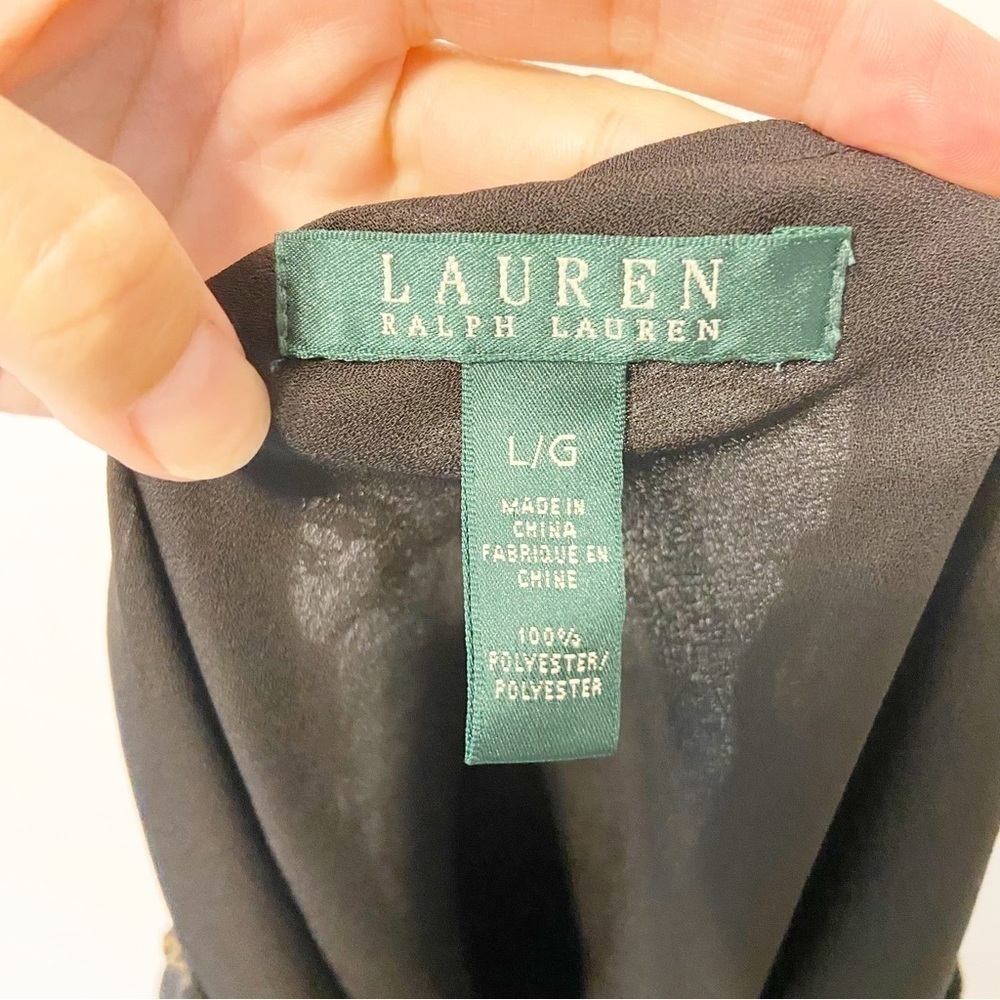 LAUREN
RALPH LAUREN
L/G
MADE IN
CHINA
FABRIQUE EN
CHINE
100%
POLYESTER/
POLYESTER